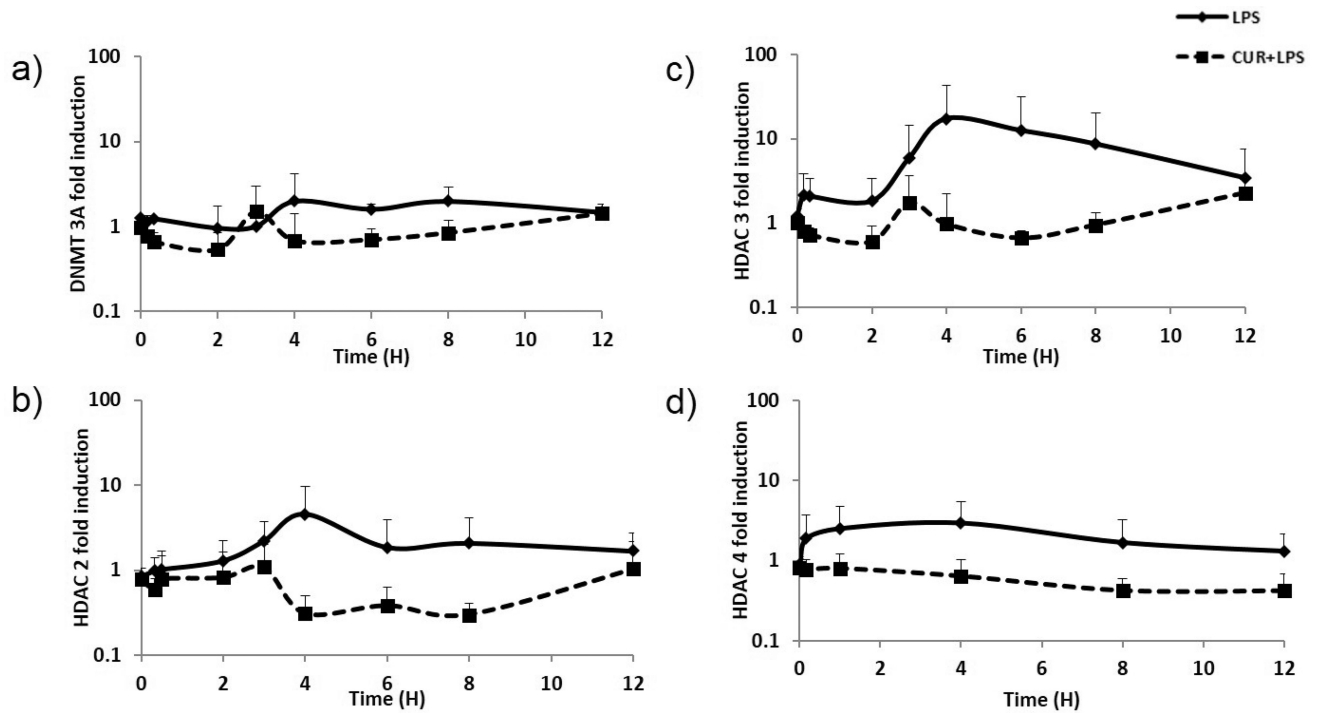 LPS
CUR+LPS
a)
DNMT 3A fold induction
100
10
1
0.1
0 2 4 6 8 10 12
Time (H)
c)
HDAC 3 fold induction
100
10
1
0.1
0 2 4 6 8 10 12
Time (H)
b)
HDAC 2 fold induction
100
10
1
0.1
0 2 4 6 8 10 12
Time (H)
d)
HDAC 4 fold induction
100
10
1
0.1
0 2 4 6 8 10 12
Time (H)